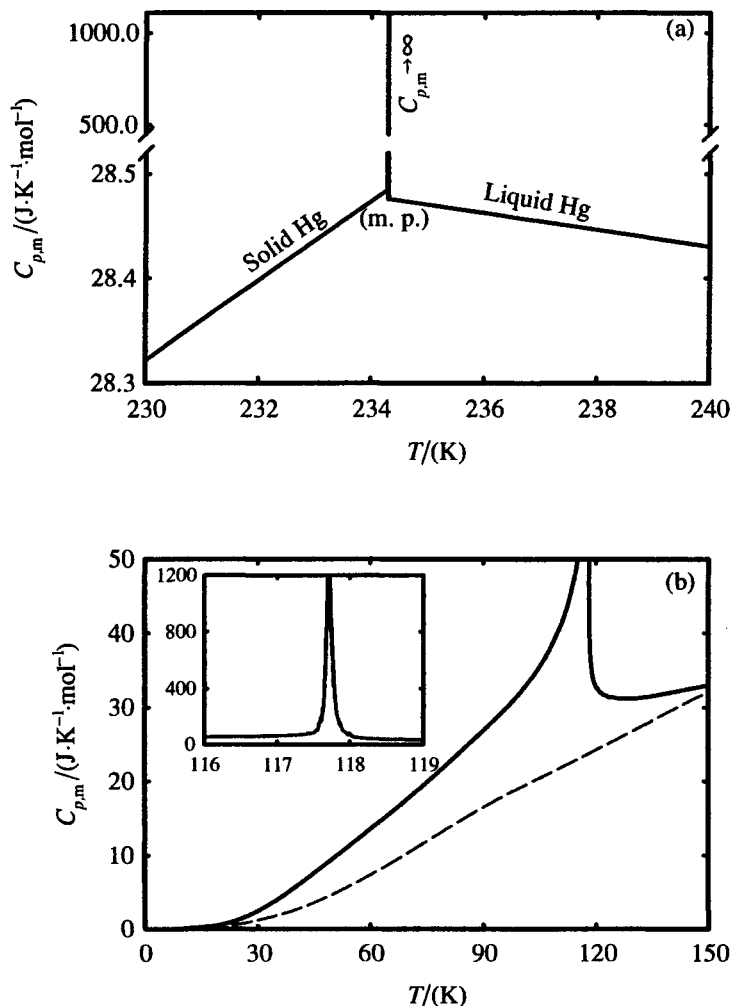 (a)
1000.0
500.0
28.5
28.4
28.3
C_{p,m}/(J·K⁻¹·mol⁻¹)
C_{p,m}→∞
Solid Hg
(m. p.)
Liquid Hg
230 232 234 236 238 240
T/(K)
(b)
50
40
30
20
10
0
C_{p,m}/(J·K⁻¹·mol⁻¹)
1200
800
400
0
116 117 118 119
0 30 60 90 120 150
T/(K)